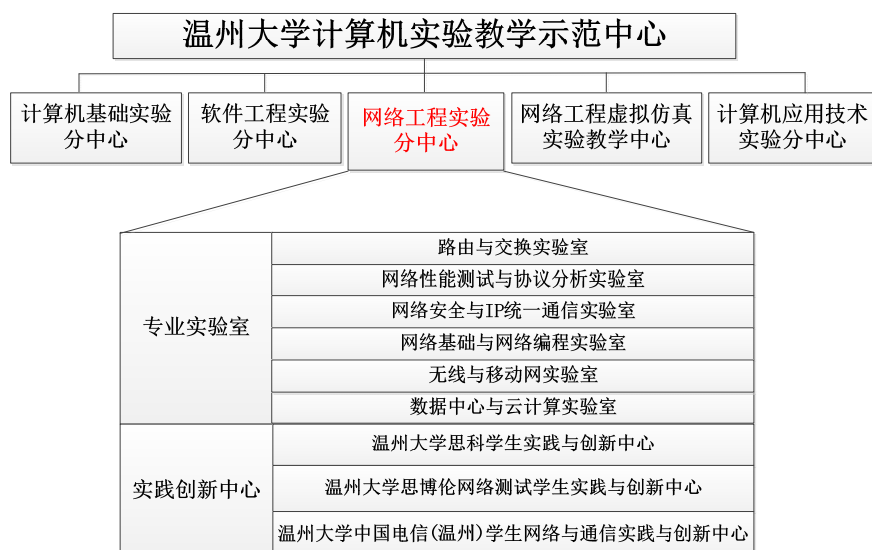 温州大学计算机实验教学示范中心
计算机基础实验
分中心
软件工程实验
分中心
网络工程实验
分中心
网络工程虚拟仿真
实验教学中心
计算机应用技术
实验分中心
专业实验室
路由与交换实验室
网络性能测试与协议分析实验室
网络安全与IP统一通信实验室
网络基础与网络编程实验室
无线与移动网实验室
数据中心与云计算实验室
实践创新中心
温州大学思科学生实践与创新中心
温州大学思博伦网络测试学生实践与创新中心
温州大学中国电信(温州)学生网络与通信实践与创新中心